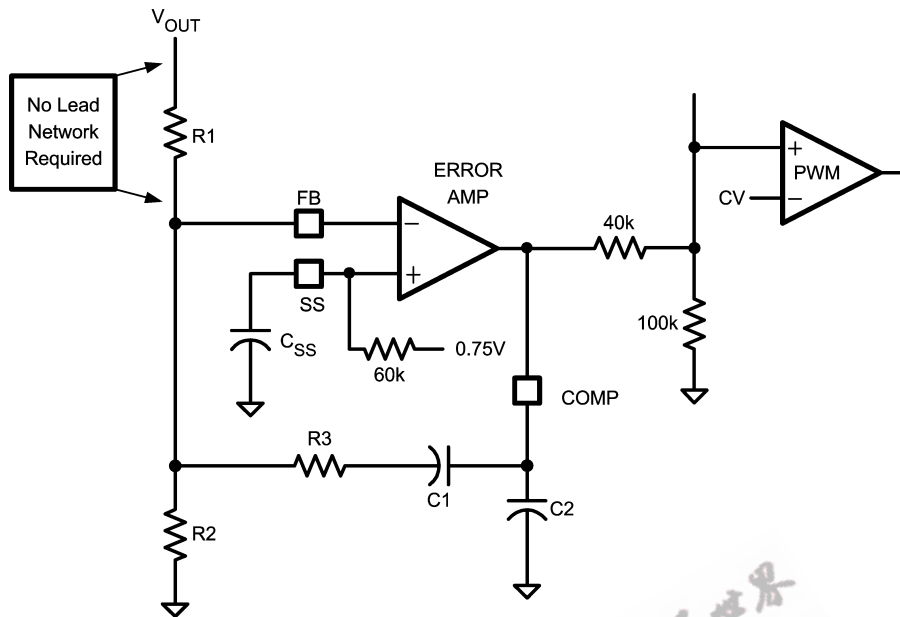 VOUT
No Lead
Network
Required
R1
ERROR
AMP
FB
−
SS
+
CSS
60k
0.75V
40k
100k
+
PWM
CV
−
COMP
R3
C1
C2
R2